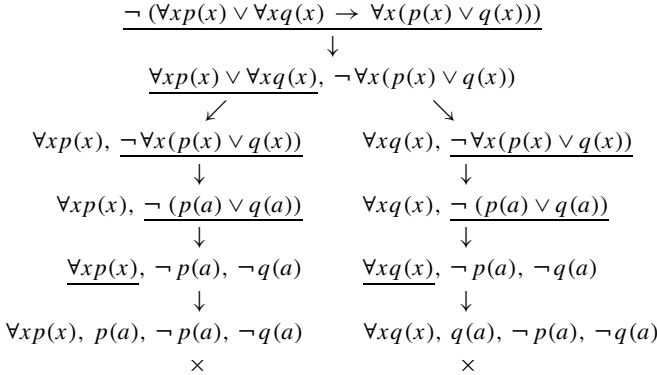 ¬ (∀xp(x) ∨ ∀xq(x) → ∀x(p(x) ∨ q(x)))
↓
∀xp(x) ∨ ∀xq(x), ¬∀x(p(x) ∨ q(x))
↙ ↘
∀xp(x), ¬∀x(p(x) ∨ q(x)) ∀xq(x), ¬∀x(p(x) ∨ q(x))
↓ ↓
∀xp(x), ¬ (p(a) ∨ q(a)) ∀xq(x), ¬ (p(a) ∨ q(a))
↓ ↓
∀xp(x), ¬p(a), ¬q(a) ∀xq(x), ¬p(a), ¬q(a)
↓ ↓
∀xp(x), p(a), ¬p(a), ¬q(a) ∀xq(x), q(a), ¬p(a), ¬q(a)
× ×